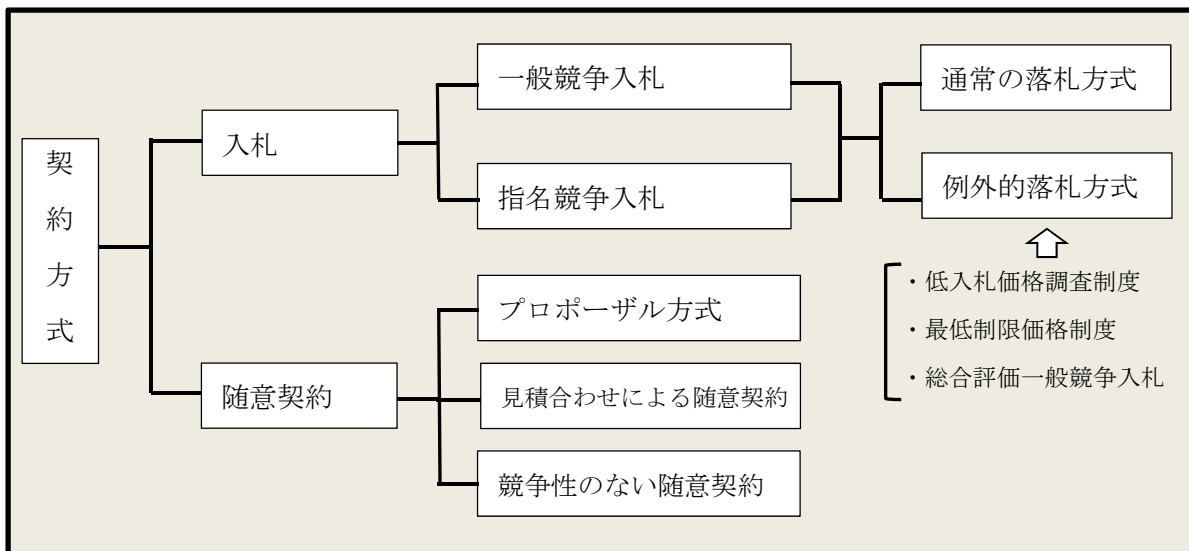 契約方式
入札
随意契約
一般競争入札
指名競争入札
プロポーザル方式
見積合わせによる随意契約
競争性のない随意契約
通常の落札方式
例外的落札方式
・低入札価格調査制度
・最低制限価格制度
・総合評価一般競争入札